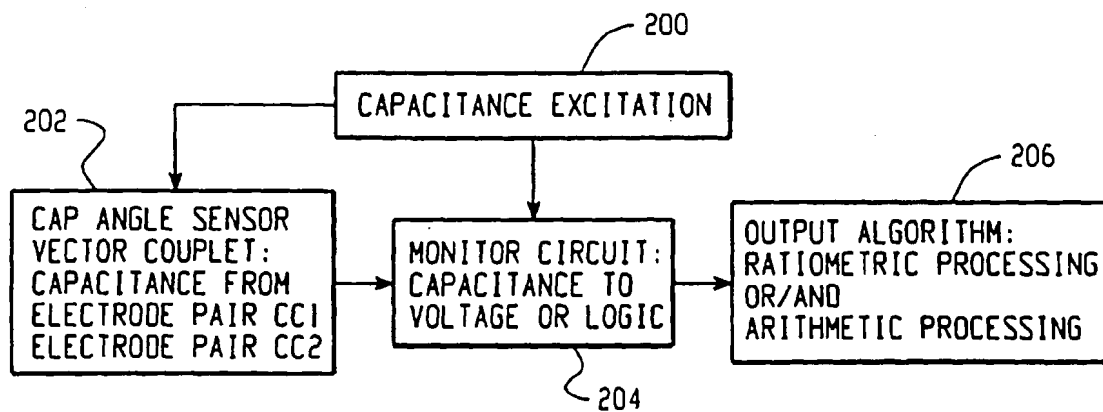 200
CAPACITANCE EXCITATION
202
CAP ANGLE SENSOR
VECTOR COUPLET:
CAPACITANCE FROM
ELECTRODE PAIR CC1
ELECTRODE PAIR CC2
MONITOR CIRCUIT:
CAPACITANCE TO
VOLTAGE OR LOGIC
204
206
OUTPUT ALGORITHM:
RATIOMETRIC PROCESSING
OR/AND
ARITHMETIC PROCESSING